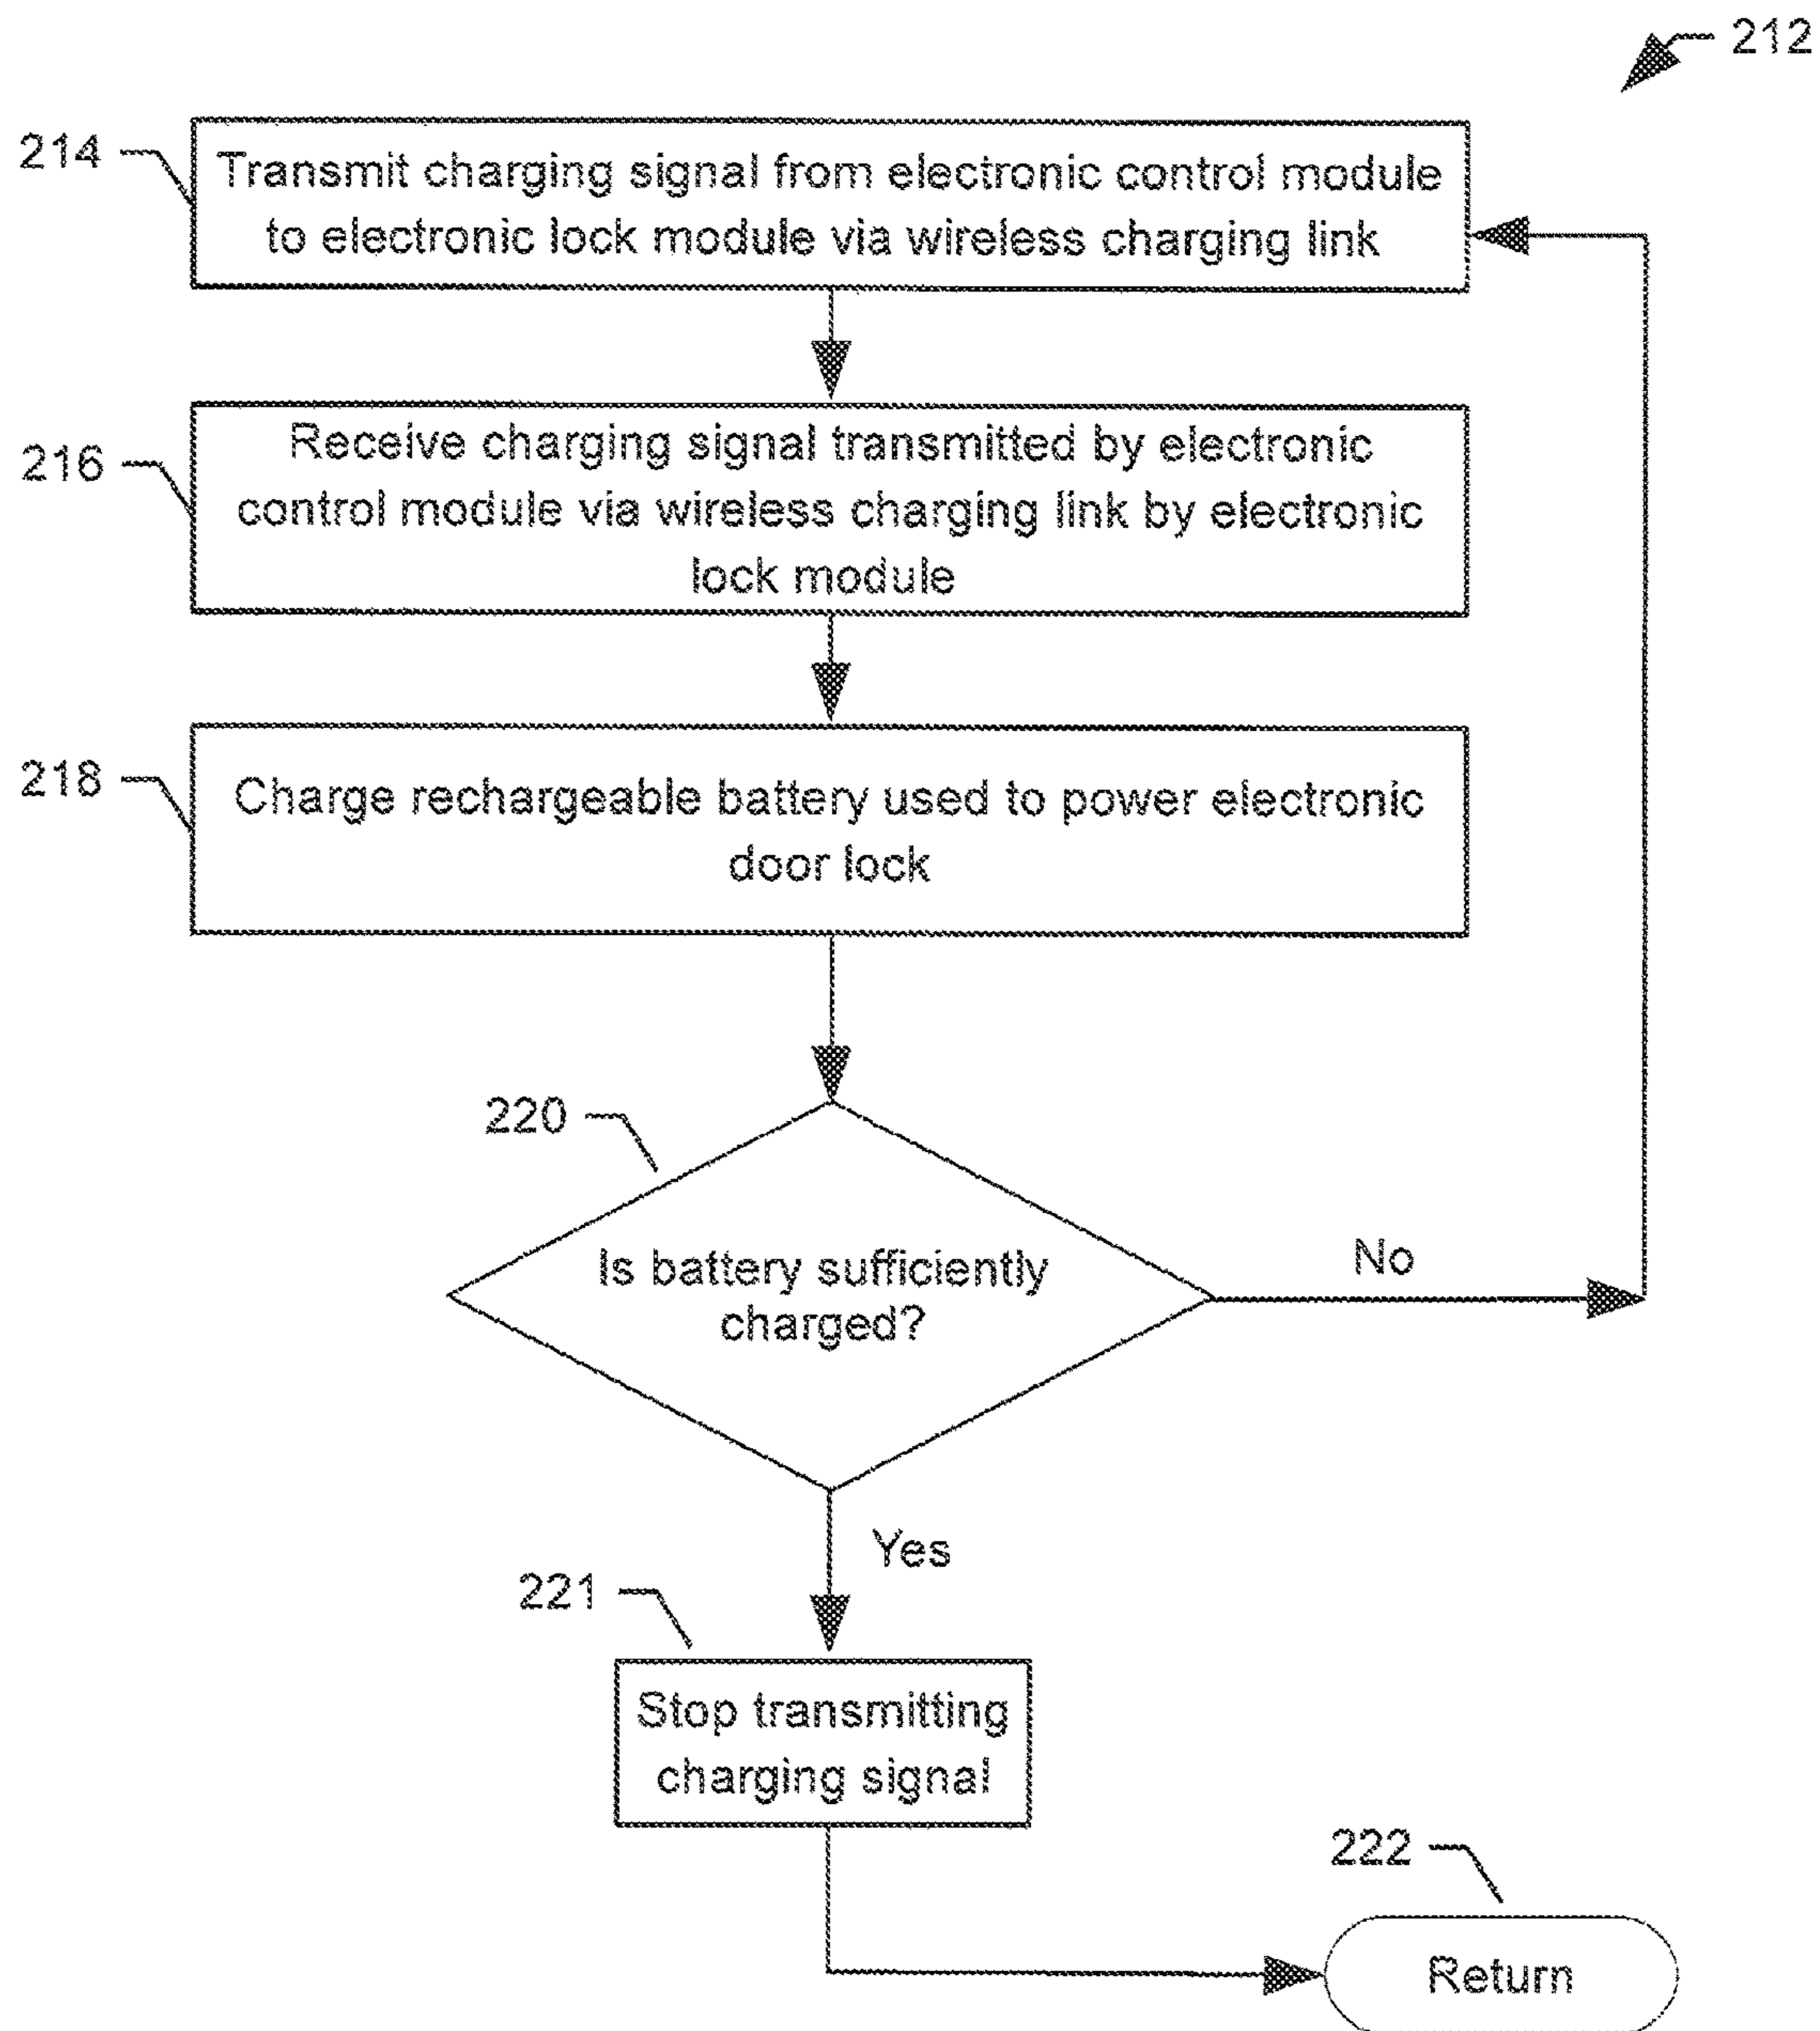 212
214
Transmit charging signal from electronic control module
to electronic lock module via wireless charging link
216
Receive charging signal transmitted by electronic
control module via wireless charging link by electronic
lock module
218
Charge rechargeable battery used to power electronic
door lock
220
Is battery sufficiently
charged?
No
Yes
221
Stop transmitting
charging signal
222
Return